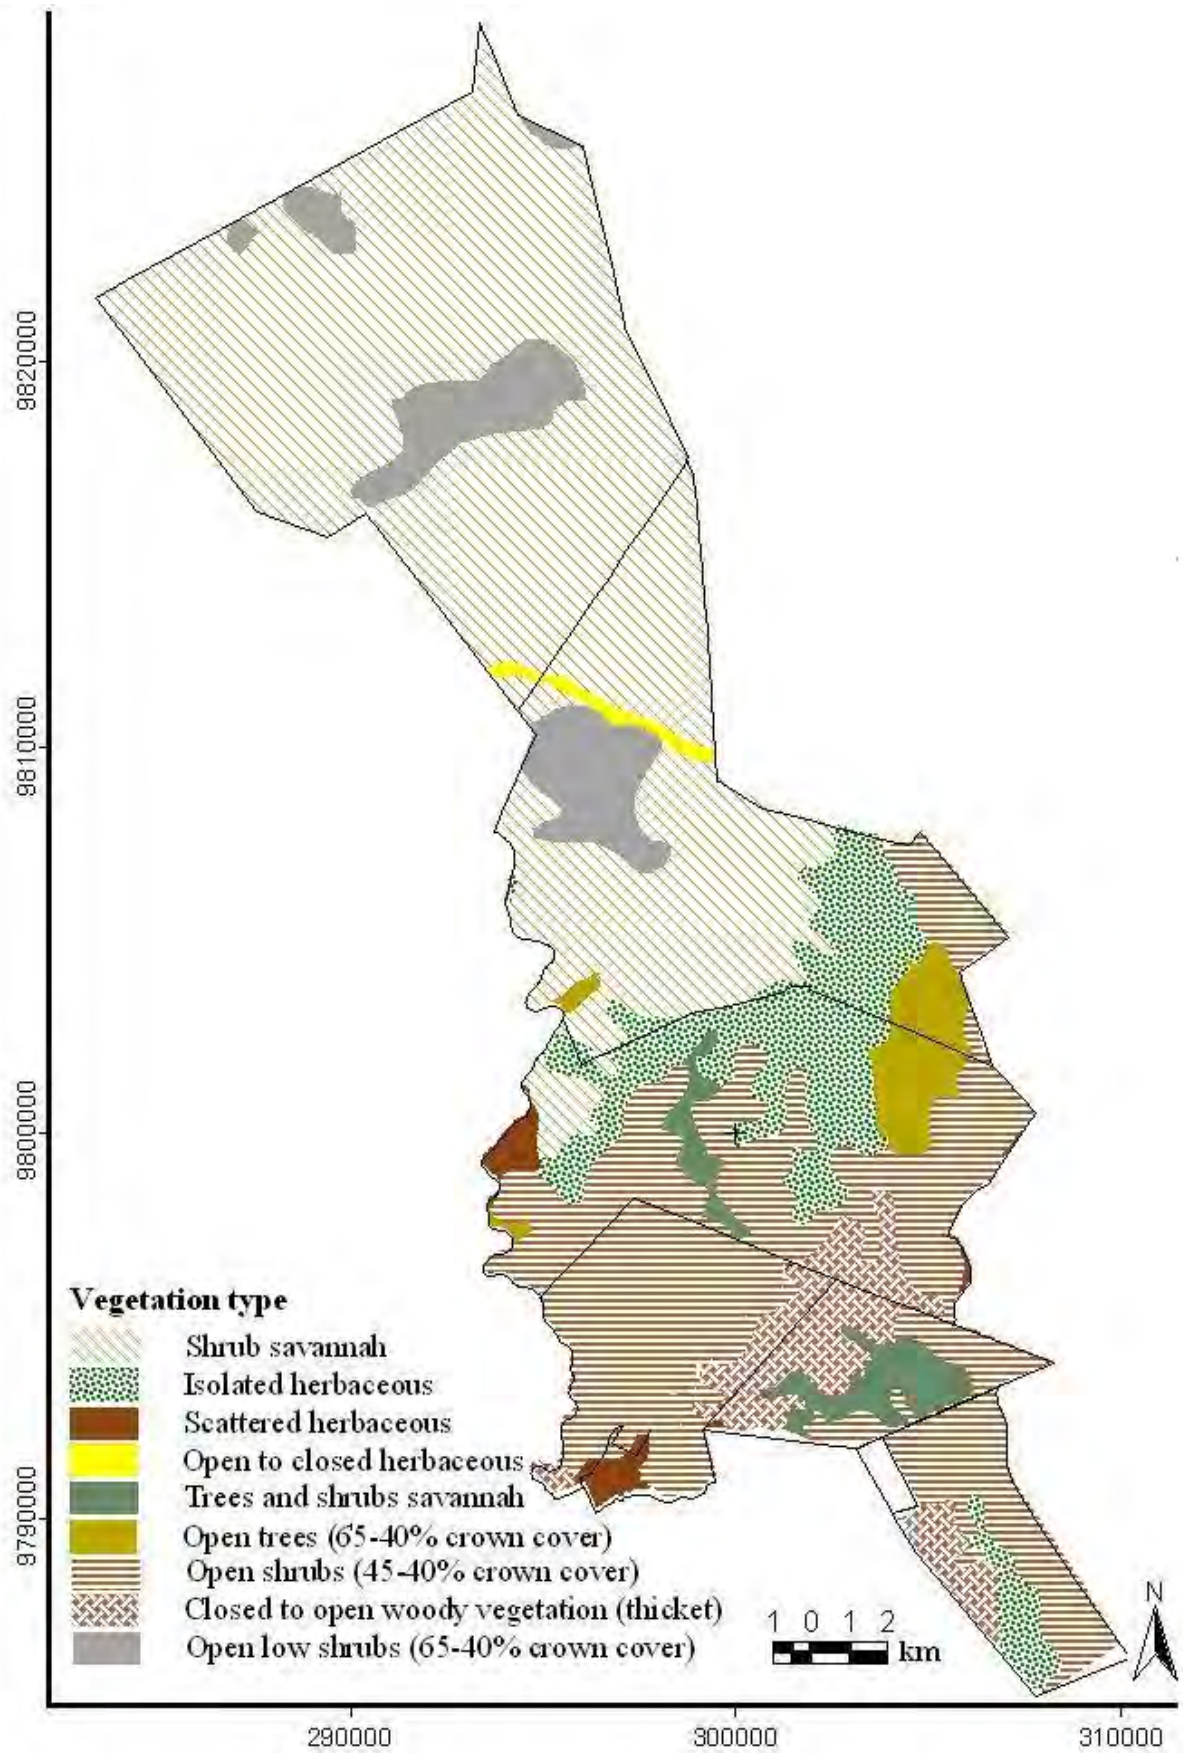 9820000
9810000
9800000
9790000
Vegetation type
Shrub savannah
Isolated herbaceous
Scattered herbaceous
Open to closed herbaceous
Trees and shrubs savannah
Open trees (65-40% crown cover)
Open shrubs (45-40% crown cover)
Closed to open woody vegetation (thicket)
Open low shrubs (65-40% crown cover)
1 0 1 2
km
N
290000 300000 310000